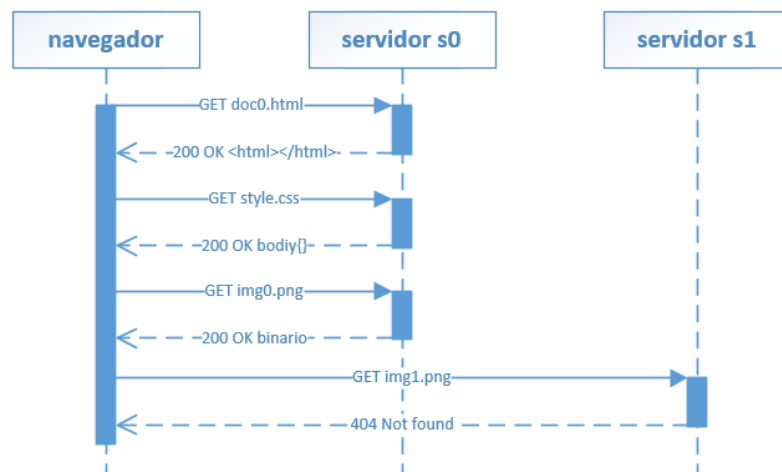 navegador
servidor s0
servidor s1
GET doc0.html
200 OK <html></html>
GET style.css
200 OK bodiy{}
GET img0.png
200 OK binario
GET img1.png
404 Not found